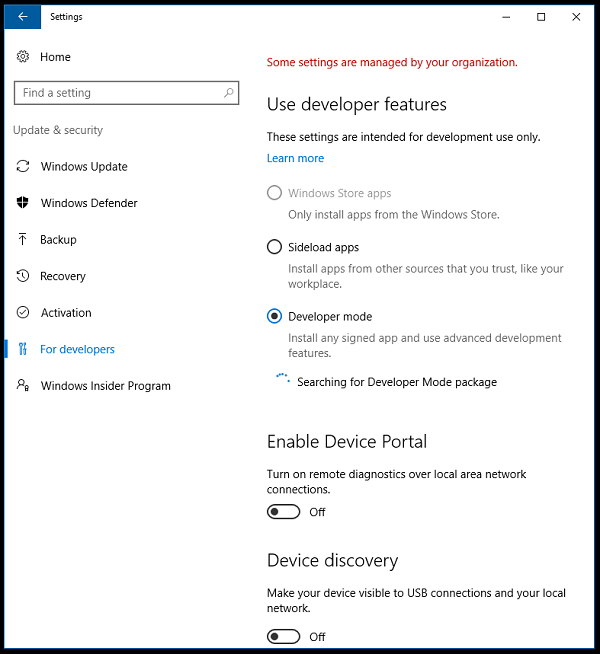 Settings
Home
Find a setting
Update & security
Windows Update
Windows Defender
Backup
Recovery
Activation
For developers
Windows Insider Program
Some settings are managed by your organization.
Use developer features
These settings are intended for development use only.
Learn more
Windows Store apps
Only install apps from the Windows Store.
Sideload apps
Install apps from other sources that you trust, like your
workplace.
Developer mode
Install any signed app and use advanced development
features.
Searching for Developer Mode package
Enable Device Portal
Turn on remote diagnostics over local area network
connections.
Off
Device discovery
Make your device visible to USB connections and your local
network.
Off